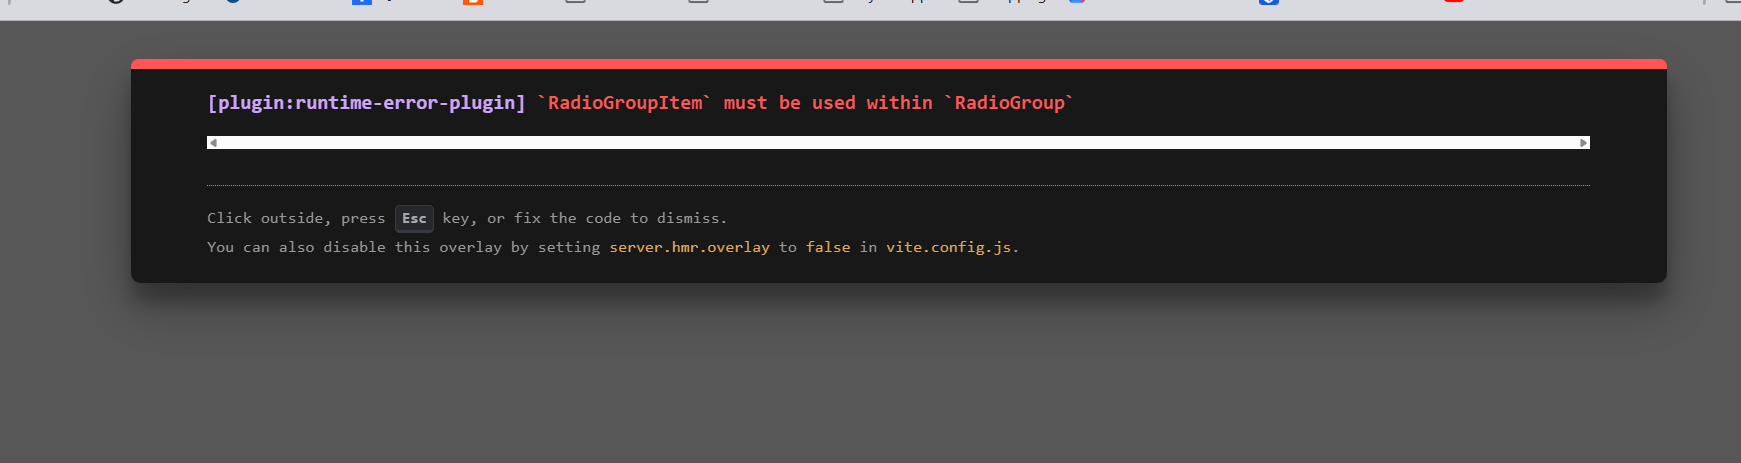 [plugin:runtime-error-plugin] `RadioGroupItem` must be used within `RadioGroup`
Click outside, press Esc key, or fix the code to dismiss.
You can also disable this overlay by setting server.hmr.overlay to false in vite.config.js.